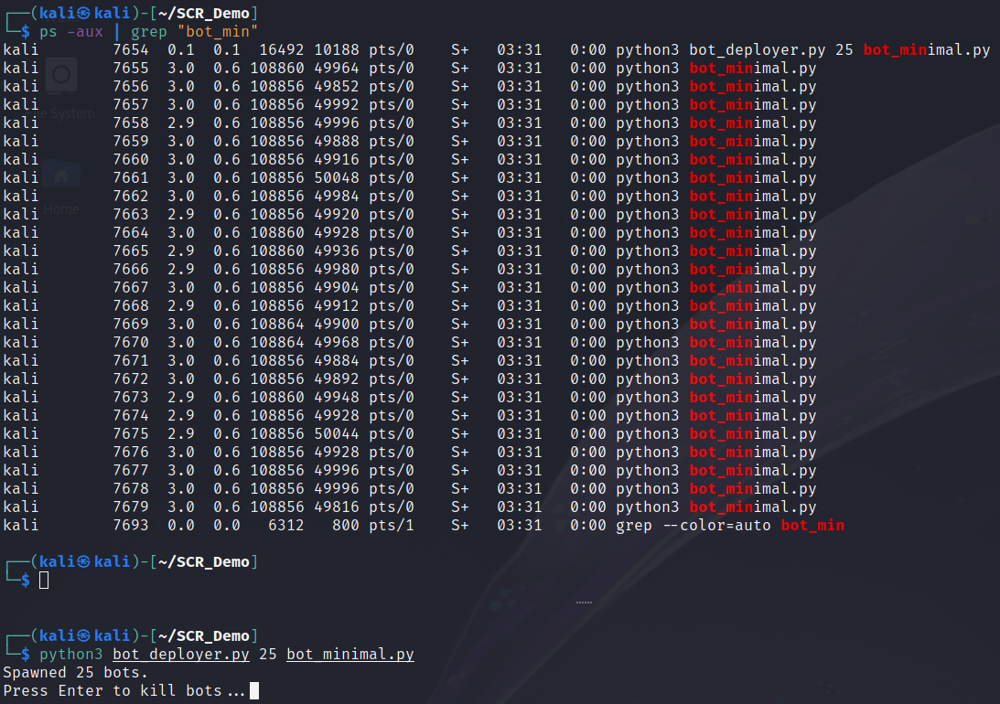 ┌──(kali㉿kali)-[~/SCR_Demo]
└─$ ps -aux | grep "bot_min"
kali 7654 0.1 0.1 16492 10188 pts/0 S+ 03:31 0:00 python3 bot_deployer.py 25 bot_minimal.py
kali 7655 3.0 0.6 108860 49964 pts/0 S+ 03:31 0:00 python3 bot_minimal.py
kali 7656 3.0 0.6 108860 49852 pts/0 S+ 03:31 0:00 python3 bot_minimal.py
kali 7657 3.0 0.6 108860 49992 pts/0 S+ 03:31 0:00 python3 bot_minimal.py
kali 7658 2.9 0.6 108856 49996 pts/0 S+ 03:31 0:00 python3 bot_minimal.py
kali 7659 3.0 0.6 108856 49888 pts/0 S+ 03:31 0:00 python3 bot_minimal.py
kali 7660 3.0 0.6 108856 49916 pts/0 S+ 03:31 0:00 python3 bot_minimal.py
kali 7661 3.0 0.6 108856 50048 pts/0 S+ 03:31 0:00 python3 bot_minimal.py
kali 7662 3.0 0.6 108856 49984 pts/0 S+ 03:31 0:00 python3 bot_minimal.py
kali 7663 2.9 0.6 108856 49920 pts/0 S+ 03:31 0:00 python3 bot_minimal.py
kali 7664 3.0 0.6 108860 49928 pts/0 S+ 03:31 0:00 python3 bot_minimal.py
kali 7665 2.9 0.6 108860 49936 pts/0 S+ 03:31 0:00 python3 bot_minimal.py
kali 7666 2.9 0.6 108856 49980 pts/0 S+ 03:31 0:00 python3 bot_minimal.py
kali 7667 3.0 0.6 108856 49904 pts/0 S+ 03:31 0:00 python3 bot_minimal.py
kali 7668 2.9 0.6 108856 49912 pts/0 S+ 03:31 0:00 python3 bot_minimal.py
kali 7669 3.0 0.6 108864 49900 pts/0 S+ 03:31 0:00 python3 bot_minimal.py
kali 7670 3.0 0.6 108864 49968 pts/0 S+ 03:31 0:00 python3 bot_minimal.py
kali 7671 3.0 0.6 108856 49884 pts/0 S+ 03:31 0:00 python3 bot_minimal.py
kali 7672 3.0 0.6 108856 49892 pts/0 S+ 03:31 0:00 python3 bot_minimal.py
kali 7673 2.9 0.6 108860 49948 pts/0 S+ 03:31 0:00 python3 bot_minimal.py
kali 7674 2.9 0.6 108856 49928 pts/0 S+ 03:31 0:00 python3 bot_minimal.py
kali 7675 2.9 0.6 108856 50044 pts/0 S+ 03:31 0:00 python3 bot_minimal.py
kali 7676 3.0 0.6 108856 49928 pts/0 S+ 03:31 0:00 python3 bot_minimal.py
kali 7677 3.0 0.6 108856 49996 pts/0 S+ 03:31 0:00 python3 bot_minimal.py
kali 7678 3.0 0.6 108856 49996 pts/0 S+ 03:31 0:00 python3 bot_minimal.py
kali 7679 3.0 0.6 108856 49816 pts/0 S+ 03:31 0:00 python3 bot_minimal.py
kali 7693 0.0 0.0 6312 800 pts/1 S+ 03:31 0:00 grep --color=auto bot_min
File System
Home
┌──(kali㉿kali)-[~/SCR_Demo]
└─$
......
┌──(kali㉿kali)-[~/SCR_Demo]
└─$ python3 bot_deployer.py 25 bot_minimal.py
Spawned 25 bots.
Press Enter to kill bots...